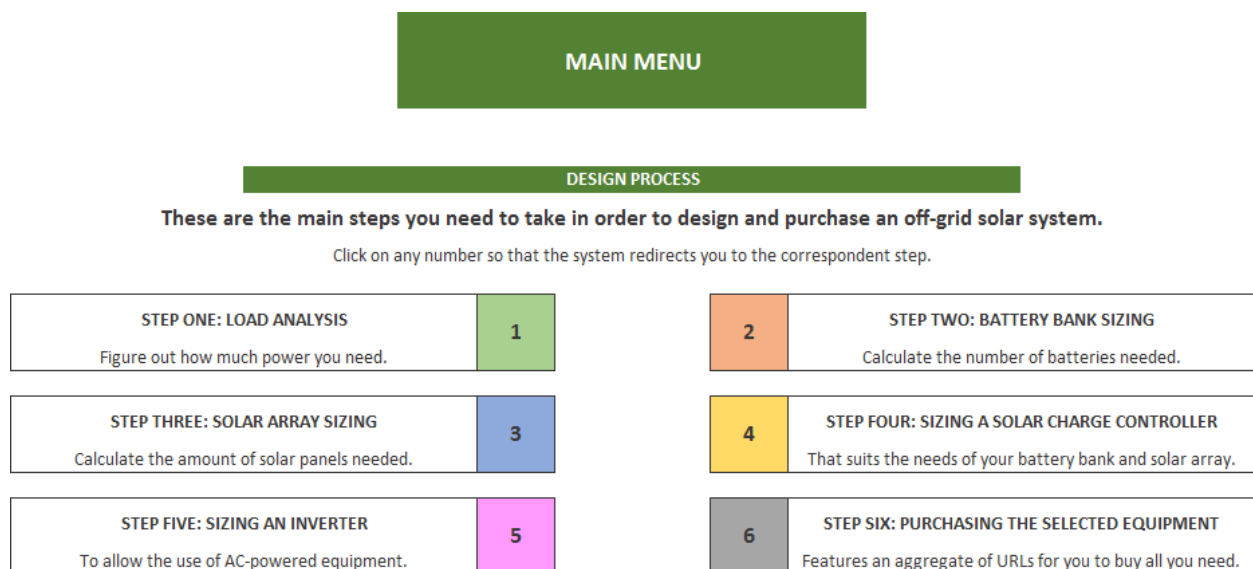 MAIN MENU
DESIGN PROCESS
These are the main steps you need to take in order to design and purchase an off-grid solar system.
Click on any number so that the system redirects you to the correspondent step.
STEP ONE: LOAD ANALYSIS
Figure out how much power you need.
1
2
STEP TWO: BATTERY BANK SIZING
Calculate the number of batteries needed.
STEP THREE: SOLAR ARRAY SIZING
Calculate the amount of solar panels needed.
3
4
STEP FOUR: SIZING A SOLAR CHARGE CONTROLLER
That suits the needs of your battery bank and solar array.
STEP FIVE: SIZING AN INVERTER
To allow the use of AC-powered equipment.
5
6
STEP SIX: PURCHASING THE SELECTED EQUIPMENT
Features an aggregate of URLs for you to buy all you need.